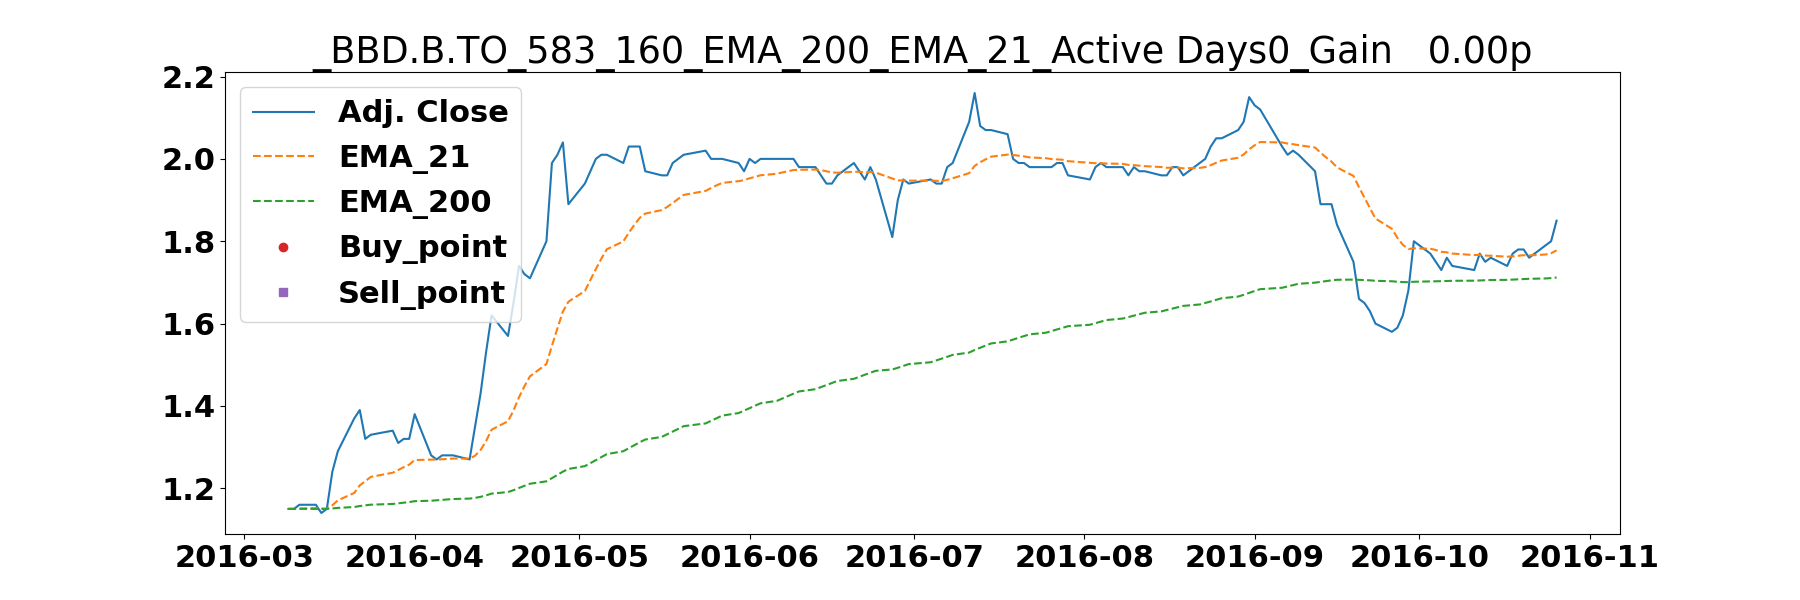 _BBD.B.TO_583_160_EMA_200_EMA_21_Active Days0_Gain   0.00p
2.2
2.0
1.8
1.6
1.4
1.2
Adj. Close
EMA_21
EMA_200
Buy_point
Sell_point
2016-03 2016-04 2016-05 2016-06 2016-07 2016-08 2016-09 2016-10 2016-11